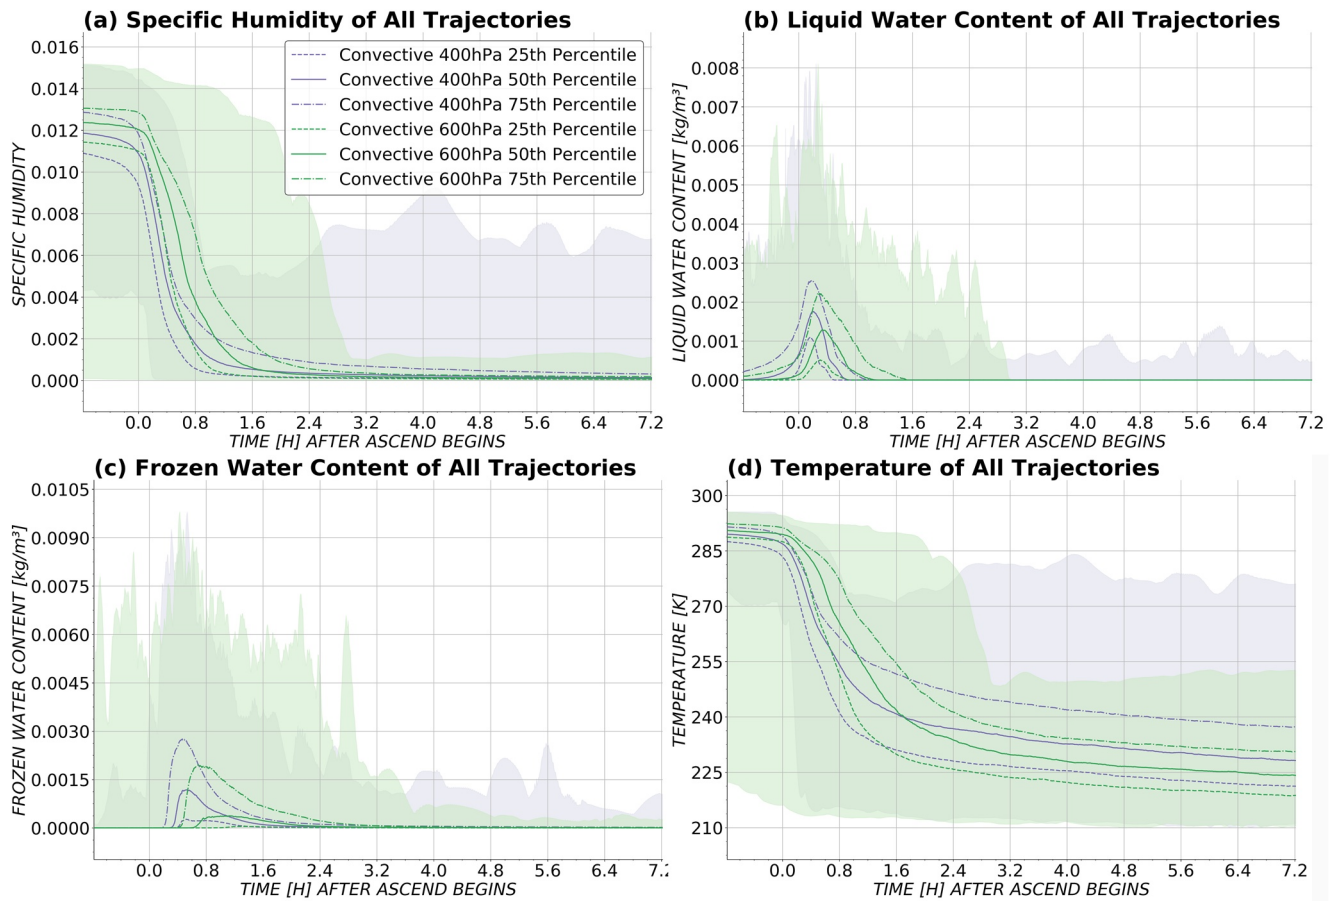 (a) Specific Humidity of All Trajectories
0.016
0.014
0.012
0.010
0.008
0.006
0.004
0.002
0.000
SPECIFIC HUMIDITY
Convective 400hPa 25th Percentile
Convective 400hPa 50th Percentile
Convective 400hPa 75th Percentile
Convective 600hPa 25th Percentile
Convective 600hPa 50th Percentile
Convective 600hPa 75th Percentile
0.0 0.8 1.6 2.4 3.2 4.0 4.8 5.6 6.4 7.2
TIME [H] AFTER ASCEND BEGINS
(b) Liquid Water Content of All Trajectories
0.008
0.007
0.006
0.005
0.004
0.003
0.002
0.001
0.000
LIQUID WATER CONTENT [kg/m³]
0.0 0.8 1.6 2.4 3.2 4.0 4.8 5.6 6.4 7.2
TIME [H] AFTER ASCEND BEGINS
(c) Frozen Water Content of All Trajectories
0.0105
0.0090
0.0075
0.0060
0.0045
0.0030
0.0015
0.0000
FROZEN WATER CONTENT [kg/m³]
0.0 0.8 1.6 2.4 3.2 4.0 4.8 5.6 6.4 7.2
TIME [H] AFTER ASCEND BEGINS
(d) Temperature of All Trajectories
300
285
270
255
240
225
210
TEMPERATURE [K]
0.0 0.8 1.6 2.4 3.2 4.0 4.8 5.6 6.4 7.2
TIME [H] AFTER ASCEND BEGINS